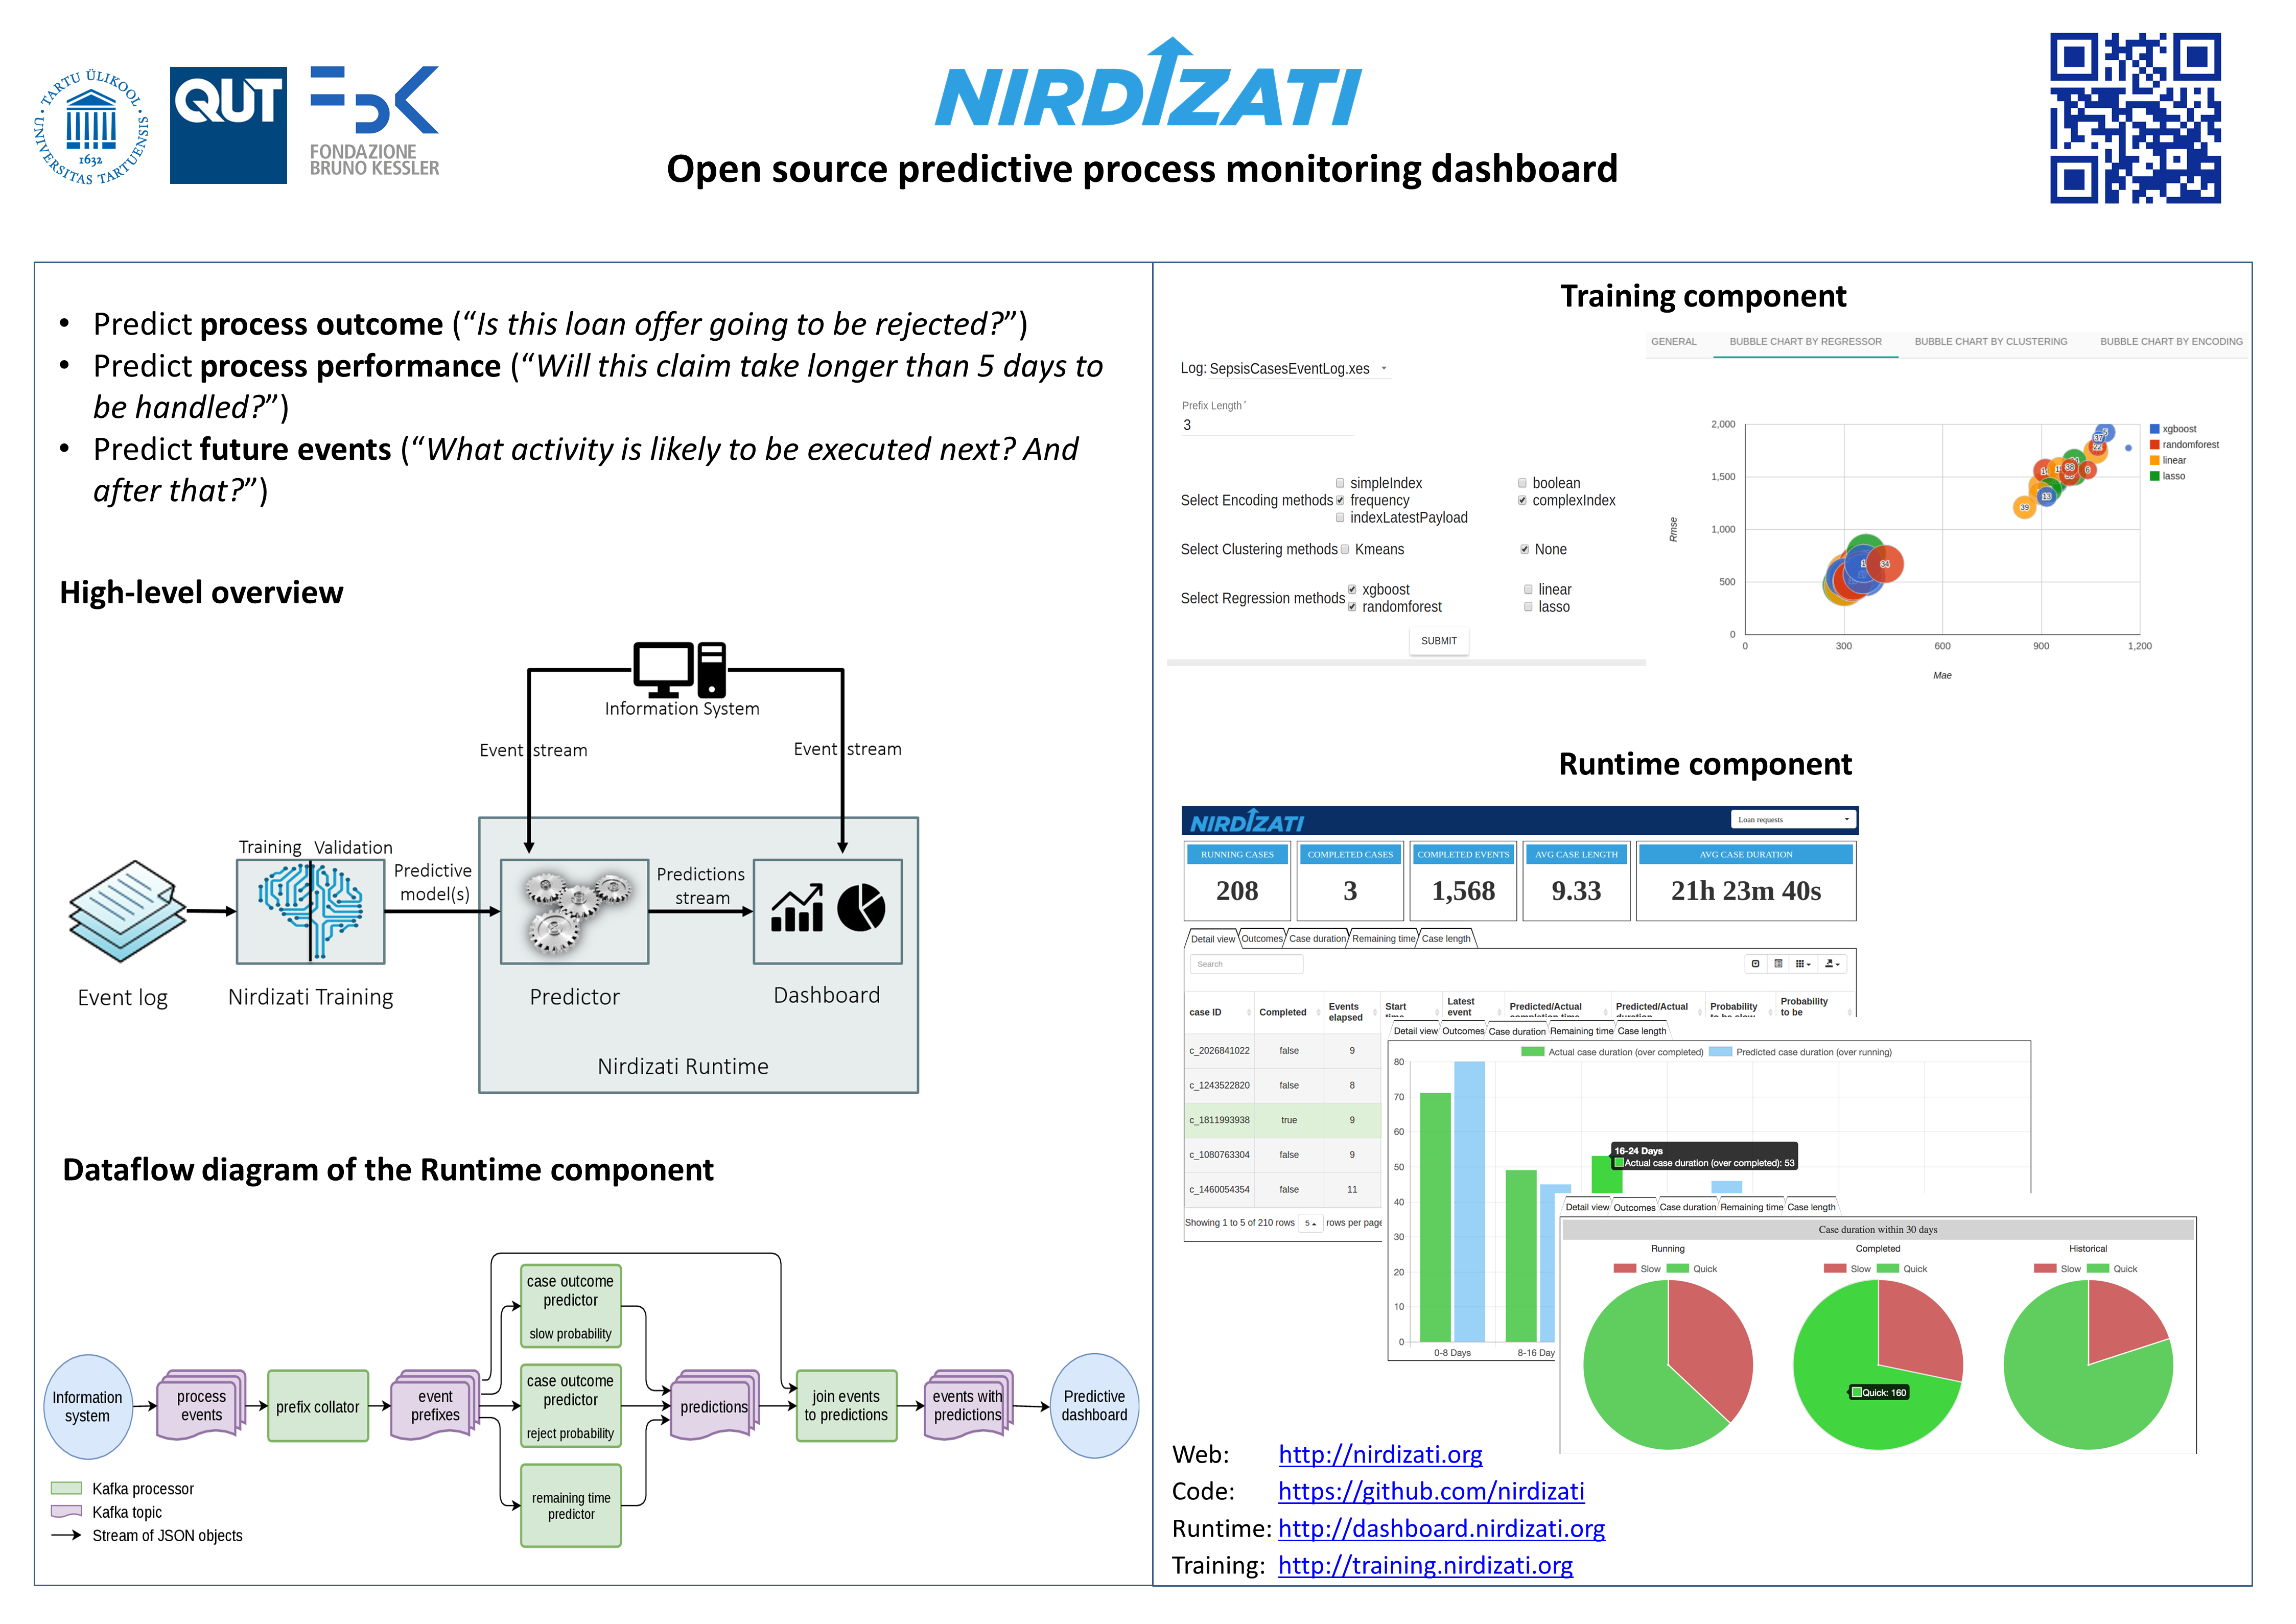 TARTU ÜLIKOOL
UNIVERSITAS TARTUENSIS
1632
QUT
FONDAZIONE
BRUNO KESSLER
NIRDIZATI
Open source predictive process monitoring dashboard
• Predict process outcome (“Is this loan offer going to be rejected?”)
• Predict process performance (“Will this claim take longer than 5 days to
be handled?”)
• Predict future events (“What activity is likely to be executed next? And
after that?”)
High-level overview
Information System
Event stream
Event stream
Training
Validation
Predictive
model(s)
Predictions
stream
Event log
Nirdizati Training
Predictor
Dashboard
Nirdizati Runtime
Dataflow diagram of the Runtime component
case outcome
predictor
slow probability
Information
system
process
events
prefix collator
event
prefixes
case outcome
predictor
reject probability
predictions
join events
to predictions
events with
predictions
Predictive
dashboard
remaining time
predictor
Kafka processor
Kafka topic
Stream of JSON objects
Training component
Log: SepsisCasesEventLog.xes
Prefix Length *
3
Select Encoding methods
simpleIndex
boolean
frequency
complexIndex
indexLatestPayload
Select Clustering methods
Kmeans
None
Select Regression methods
xgboost
linear
randomforest
lasso
SUBMIT
GENERAL
BUBBLE CHART BY REGRESSOR
BUBBLE CHART BY CLUSTERING
BUBBLE CHART BY ENCODING
2,000
1,500
1,000
500
0
Rmse
0
300
600
900
1,200
Mae
xgboost
randomforest
linear
lasso
5
37
22
38
6
13
39
34
Runtime component
NIRDIZATI
Loan requests
RUNNING CASES
208
COMPLETED CASES
3
COMPLETED EVENTS
1,568
AVG CASE LENGTH
9.33
AVG CASE DURATION
21h 23m 40s
Detail view
Outcomes
Case duration
Remaining time
Case length
Search
case ID
Completed
Events
elapsed
Start
time
Latest
event
Predicted/Actual
completion time
Predicted/Actual
duration
Probability
to be slow
Probability
to be
c_2026841022 false 9
c_1243522820 false 8
c_1811993938 true 9
c_1080763304 false 9
c_1460054354 false 11
Showing 1 to 5 of 210 rows 5 rows per page
Detail view
Outcomes
Case duration
Remaining time
Case length
Actual case duration (over completed)
Predicted case duration (over running)
80
70
60
50
40
30
20
10
0
0-8 Days
8-16 Day
16-24 Days
Actual case duration (over completed): 53
Detail view
Outcomes
Case duration
Remaining time
Case length
Case duration within 30 days
Running
Slow
Quick
Completed
Slow
Quick
Quick: 160
Historical
Slow
Quick
Web: http://nirdizati.org
Code: https://github.com/nirdizati
Runtime: http://dashboard.nirdizati.org
Training: http://training.nirdizati.org